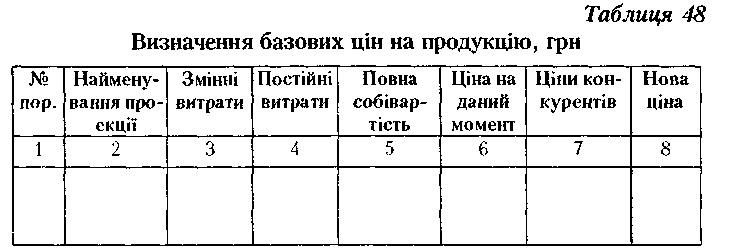 Таблиця 48
Визначення базових цін на продукцію, грн
№ Наймену- Змінні Постійні Повна Ціна на Ціни кон- Нова
пор. вання про- витрати витрати собівар- даний курентів ціна
екції тість момент
1 2 3 4 5 6 7 8